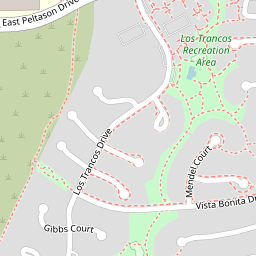 East Peltason Drive
Los Trancos
Recreation
Area
Los Trancos Drive
Mendel Court
Vista Bonita Dr
Gibbs Court